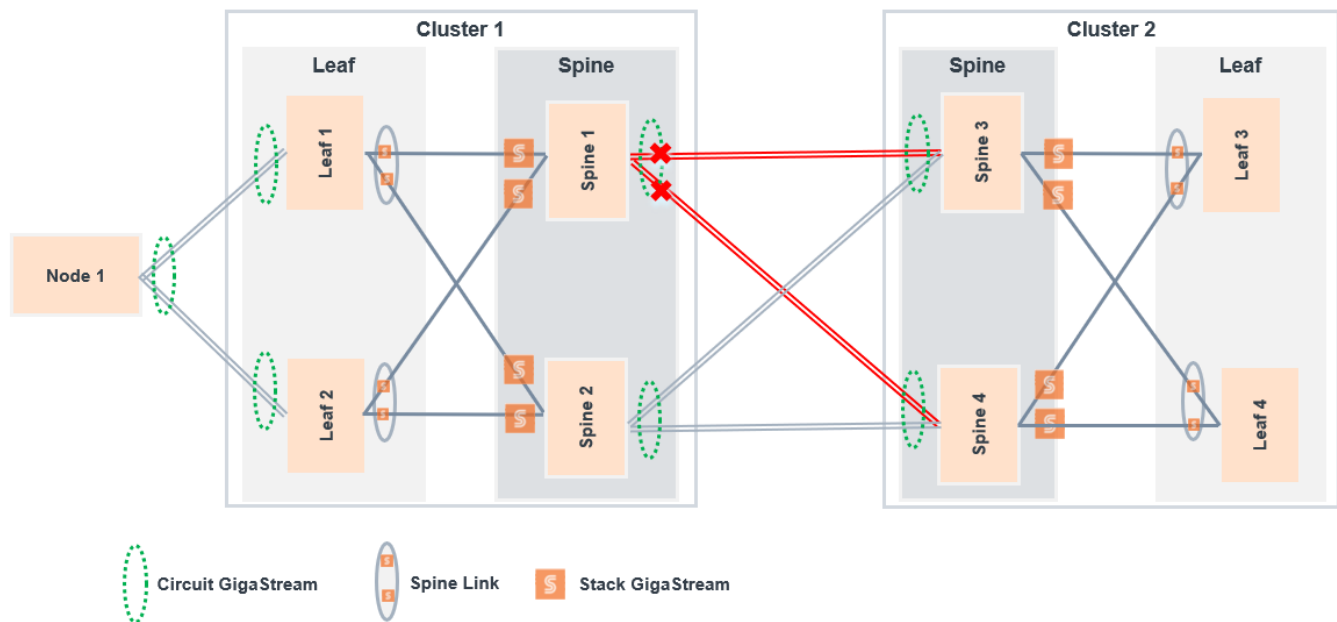 Cluster 1
Cluster 2
Leaf
Spine
Spine
Leaf
Leaf 1
Spine 1
Spine 3
Leaf 3
Node 1
Leaf 2
Spine 2
Spine 4
Leaf 4
Circuit GigaStream
Spine Link
Stack GigaStream